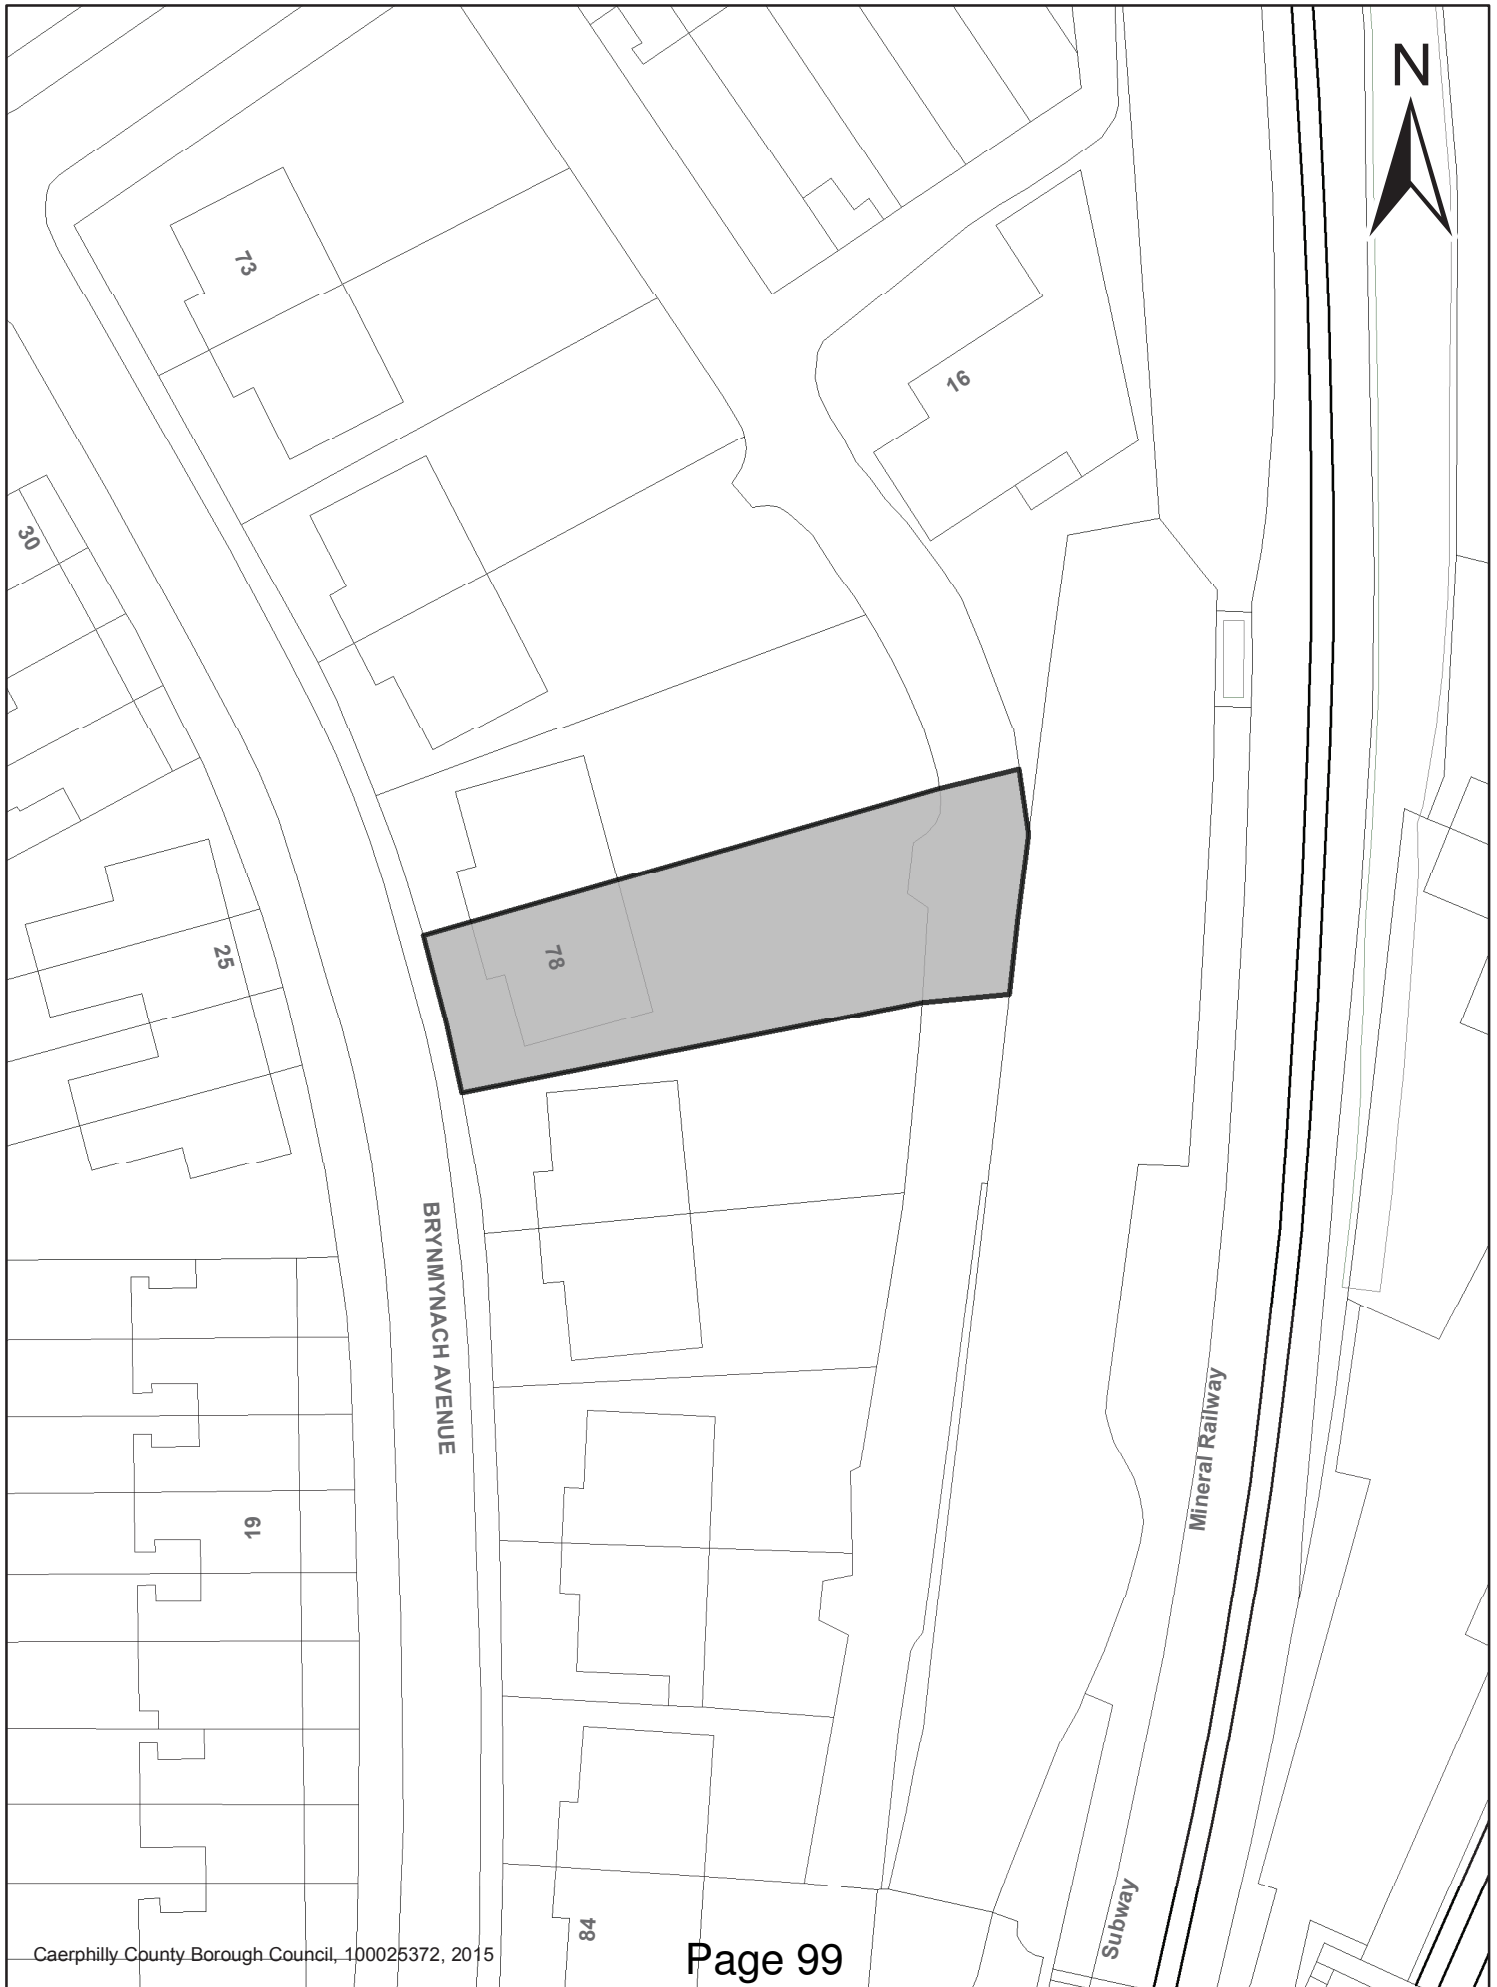 N
73
16
30
78
25
BRYNMYNACH AVENUE
Mineral Railway
19
Subway
84
Caerphilly County Borough Council, 100025372, 2015
Page 99